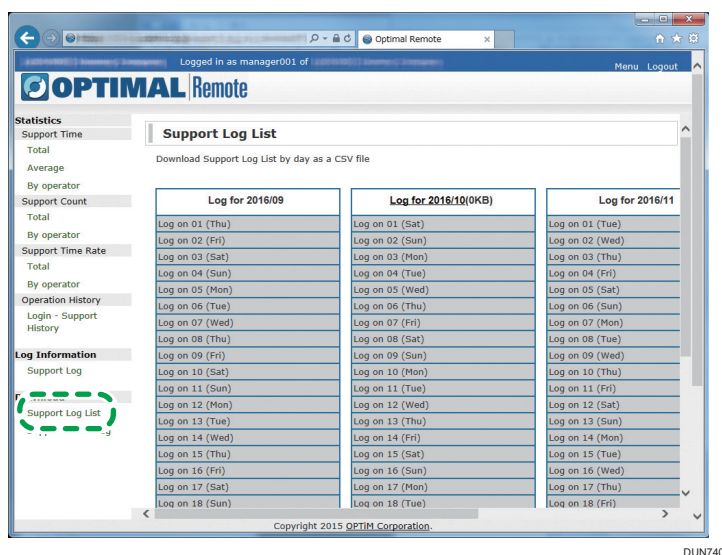 Optimal Remote
Logged in as manager001 of
Menu Logout
OPTIMAL Remote
Statistics
Support Time
Total
Average
By operator
Support Count
Total
By operator
Support Time Rate
Total
By operator
Operation History
Login - Support
History
Log Information
Support Log
Support Log List
Support Log List
Download Support Log List by day as a CSV file
Log for 2016/09
Log on 01 (Thu)
Log on 02 (Fri)
Log on 03 (Sat)
Log on 04 (Sun)
Log on 05 (Mon)
Log on 06 (Tue)
Log on 07 (Wed)
Log on 08 (Thu)
Log on 09 (Fri)
Log on 10 (Sat)
Log on 11 (Sun)
Log on 12 (Mon)
Log on 13 (Tue)
Log on 14 (Wed)
Log on 15 (Thu)
Log on 16 (Fri)
Log on 17 (Sat)
Log on 18 (Sun)
Log for 2016/10(0KB)
Log on 01 (Sat)
Log on 02 (Sun)
Log on 03 (Mon)
Log on 04 (Tue)
Log on 05 (Wed)
Log on 06 (Thu)
Log on 07 (Fri)
Log on 08 (Sat)
Log on 09 (Sun)
Log on 10 (Mon)
Log on 11 (Tue)
Log on 12 (Wed)
Log on 13 (Thu)
Log on 14 (Fri)
Log on 15 (Sat)
Log on 16 (Sun)
Log on 17 (Mon)
Log on 18 (Tue)
Log for 2016/11
Log on 01 (Tue)
Log on 02 (Wed)
Log on 03 (Thu)
Log on 04 (Fri)
Log on 05 (Sat)
Log on 06 (Sun)
Log on 07 (Mon)
Log on 08 (Tue)
Log on 09 (Wed)
Log on 10 (Thu)
Log on 11 (Fri)
Log on 12 (Sat)
Log on 13 (Sun)
Log on 14 (Mon)
Log on 15 (Tue)
Log on 16 (Wed)
Log on 17 (Thu)
Log on 18 (Fri)
Copyright 2015 OPTiM Corporation.
DUN740